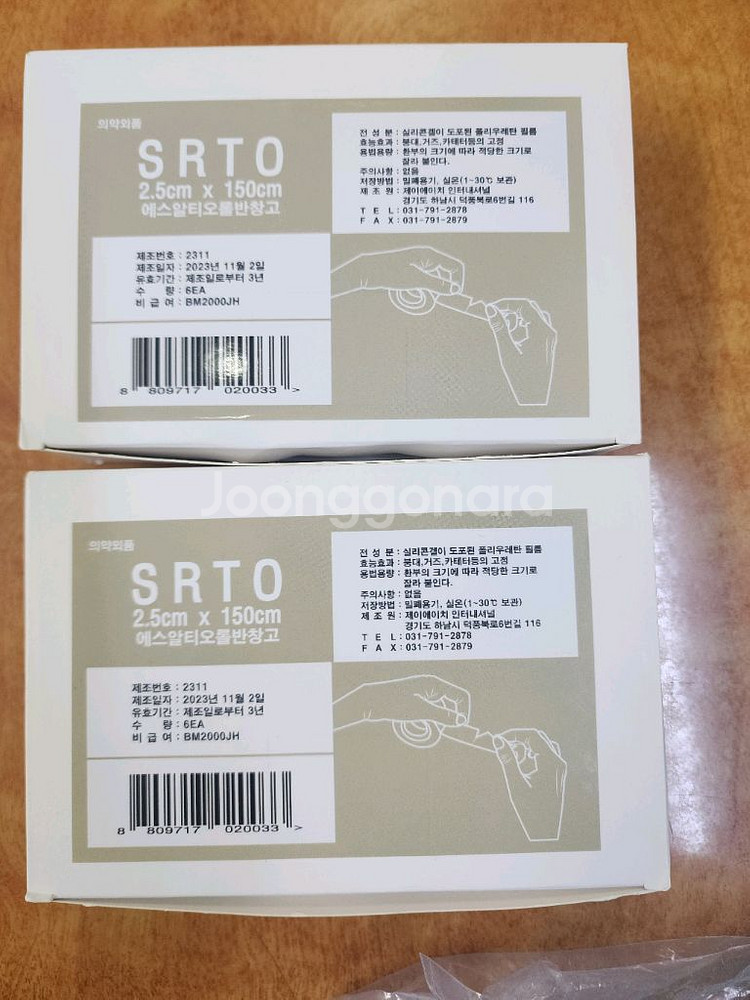 의약외품
SRTO
2.5cm x 150cm
에스알티오롤반창고
전 성 분 : 실리콘겔이 도포된 폴리우레탄 필름
효능효과 : 붕대,거즈,카테터등의 고정
용법용량 : 환부의 크기에 따라 적당한 크기로
잘라 붙인다.
주의사항 : 없음
저장방법 : 밀폐용기, 실온(1~30℃ 보관)
제 조 원 : 제이에이치 인터내셔널
경기도 하남시 덕풍북로6번길 116
T E L : 031-791-2878
F A X : 031-791-2879
제조번호 : 2311
제조일자 : 2023년 11월 2일
유효기간 : 제조일로부터 3년
수 량 : 6EA
비 급 여 : BM2000JH
8 809717 020033 >
Joonggonara
의약외품
SRTO
2.5cm x 150cm
에스알티오롤반창고
전 성 분 : 실리콘겔이 도포된 폴리우레탄 필름
효능효과 : 붕대,거즈,카테터등의 고정
용법용량 : 환부의 크기에 따라 적당한 크기로
잘라 붙인다.
주의사항 : 없음
저장방법 : 밀폐용기, 실온(1~30℃ 보관)
제 조 원 : 제이에이치 인터내셔널
경기도 하남시 덕풍북로6번길 116
T E L : 031-791-2878
F A X : 031-791-2879
제조번호 : 2311
제조일자 : 2023년 11월 2일
유효기간 : 제조일로부터 3년
수 량 : 6EA
비 급 여 : BM2000JH
8 809717 020033 >